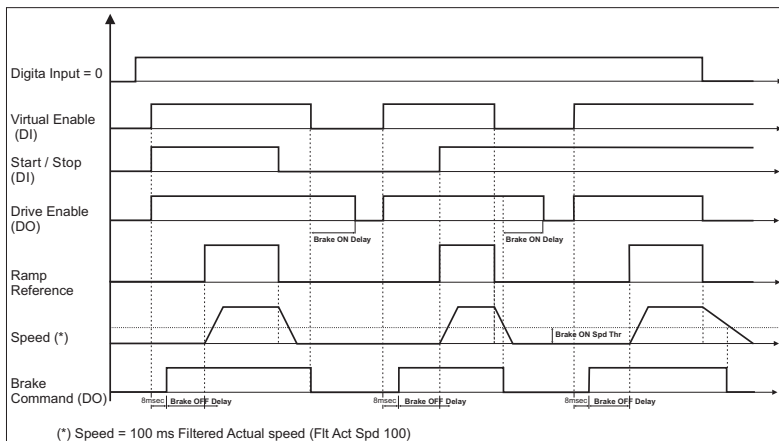 Digita Input = 0
Virtual Enable
(DI)
Start / Stop
(DI)
Drive Enable
(DO)
Brake ON Delay
Brake ON Delay
Ramp
Reference
Brake ON Spd Thr
Speed (*)
Brake
Command (DO)
8msec
Brake OFF Delay
8msec
Brake OFF Delay
8msec
Brake OFF Delay
(*) Speed = 100 ms Filtered Actual speed (Flt Act Spd 100)